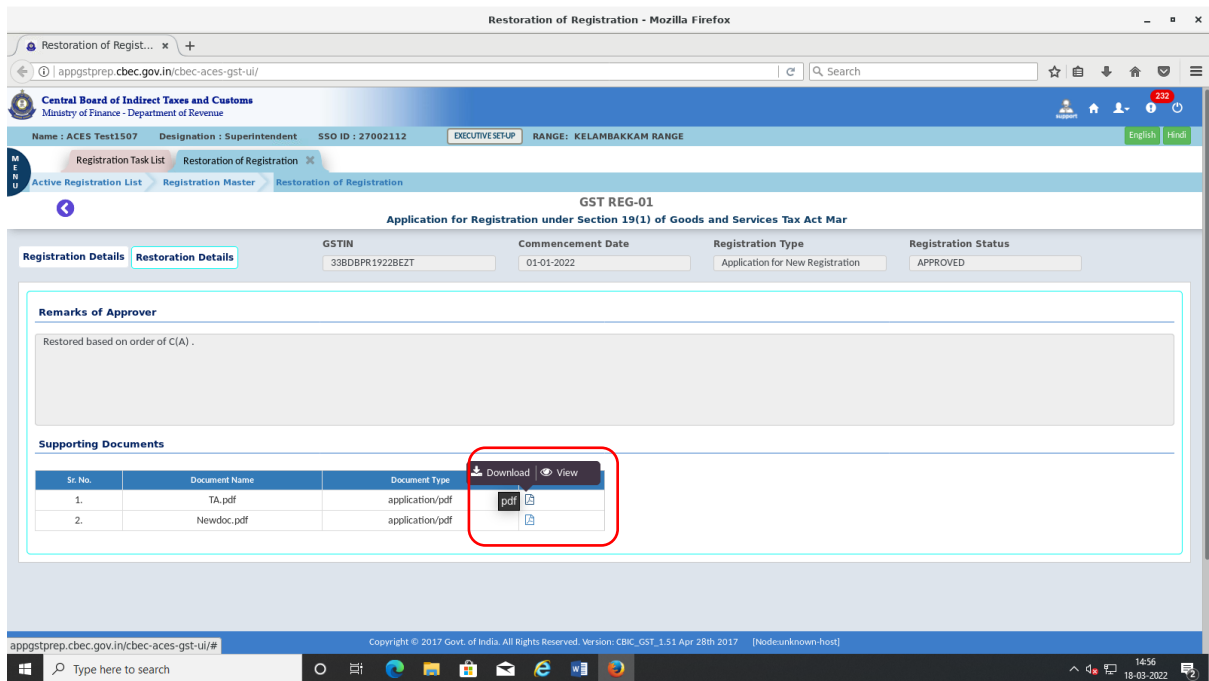 Restoration of Registration - Mozilla Firefox
Restoration of Regist...
appgstprep.cbec.gov.in/cbec-aces-gst-ui/
Search
Central Board of Indirect Taxes and Customs
Ministry of Finance - Department of Revenue
support
232
Name : ACES Test1507 Designation : Superintendent SSO ID : 27002112 EXECUTIVE SET-UP RANGE: KELAMBAKKAM RANGE English Hindi
MENU
Registration Task List Restoration of Registration
Active Registration List Registration Master Restoration of Registration
GST REG-01
Application for Registration under Section 19(1) of Goods and Services Tax Act Mar
Registration Details Restoration Details
GSTIN Commencement Date Registration Type Registration Status
33BDBPR1922BEZT 01-01-2022 Application for New Registration APPROVED
Remarks of Approver
Restored based on order of C(A) .
Supporting Documents
Download View
Sr. No. Document Name Document Type
1. TA.pdf application/pdf pdf
2. Newdoc.pdf application/pdf
Copyright © 2017 Govt. of India. All Rights Reserved. Version: CBIC_GST_1.51 Apr 28th 2017 [Node:unknown-host]
appgstprep.cbec.gov.in/cbec-aces-gst-ui/#
Type here to search
14:56
18-03-2022
2